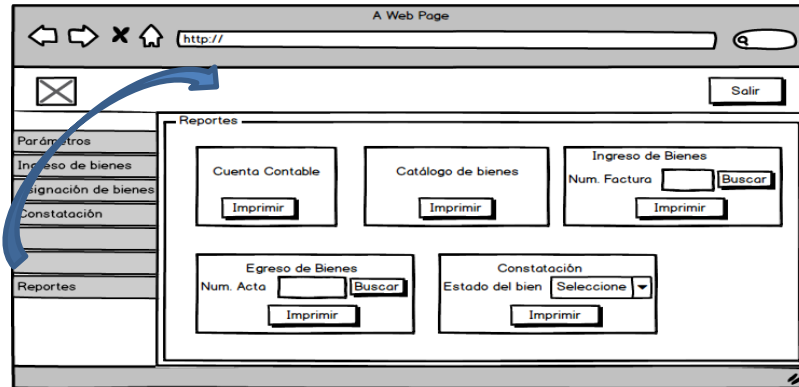 A Web Page
http://
Salir
Parámetros
Ingreso de bienes
signación de bienes
Constatación
Reportes
Reportes
Cuenta Contable
Imprimir
Catálogo de bienes
Imprimir
Ingreso de Bienes
Num. Factura Buscar
Imprimir
Egreso de Bienes
Num. Acta Buscar
Imprimir
Constatación
Estado del bien Seleccione
Imprimir